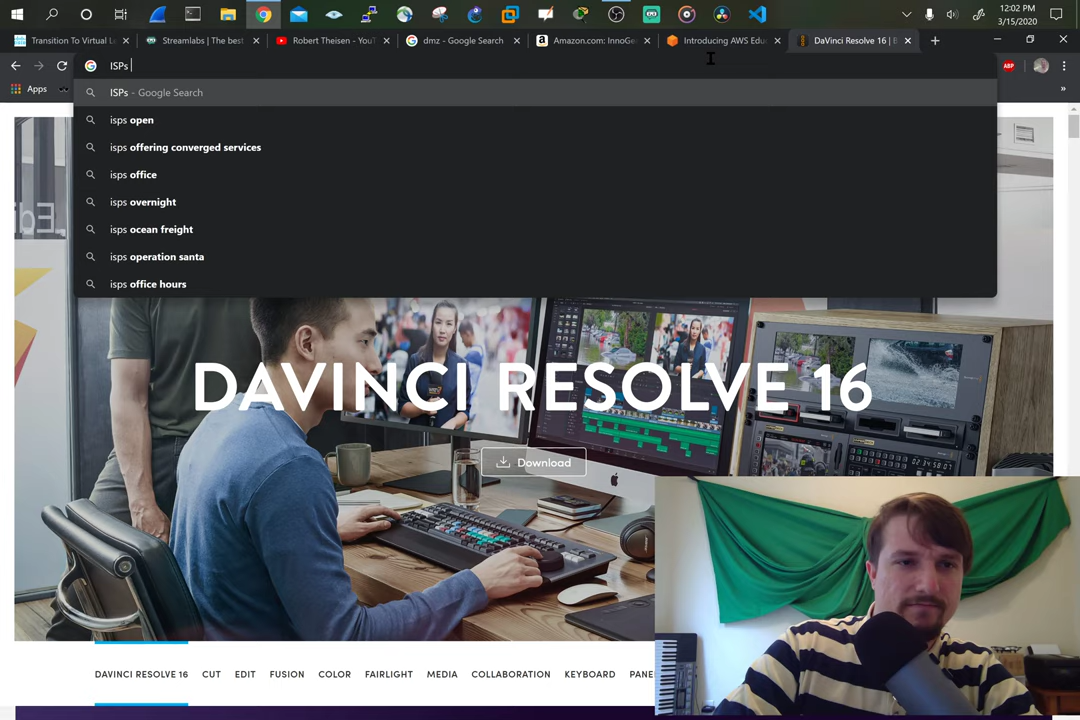 12:02 PM
3/15/2020
Transition To Virtual Le
Streamlabs | The best
Robert Theisen - YouT
dmz - Google Search
Amazon.com: InnoGe
Introducing AWS Edu
DaVinci Resolve 16 | B
ISPs
ABP
Apps
ISPs - Google Search
isps open
isps offering converged services
isps office
isps overnight
isps ocean freight
isps operation santa
isps office hours
DAVINCI RESOLVE 16
Download
DAVINCI RESOLVE 16 CUT EDIT FUSION COLOR FAIRLIGHT MEDIA COLLABORATION KEYBOARD PANE